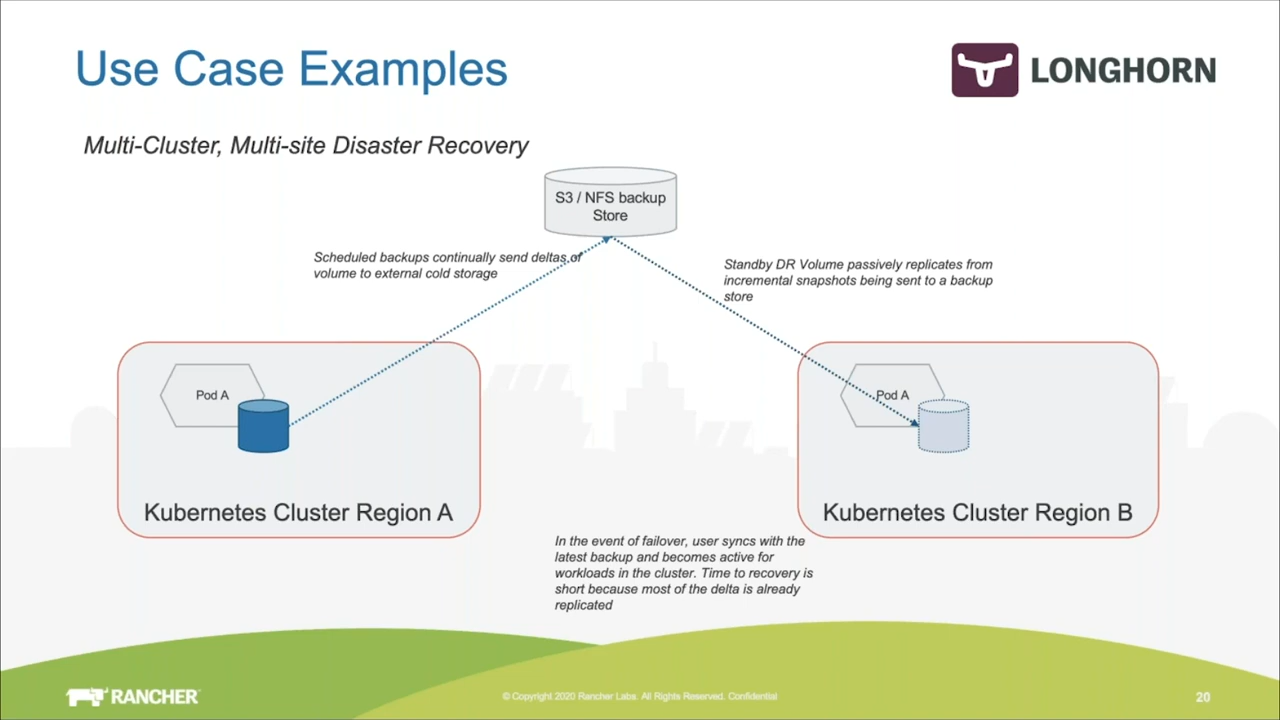 Use Case Examples
LONGHORN
Multi-Cluster, Multi-site Disaster Recovery
S3 / NFS backup
Store
Scheduled backups continually send deltas of
volume to external cold storage
Standby DR Volume passively replicates from
incremental snapshots being sent to a backup
store
Pod A
Pod A
Kubernetes Cluster Region A
Kubernetes Cluster Region B
In the event of failover, user syncs with the
latest backup and becomes active for
workloads in the cluster. Time to recovery is
short because most of the delta is already
replicated
RANCHER
© Copyright 2020 Rancher Labs. All Rights Reserved. Confidential
20